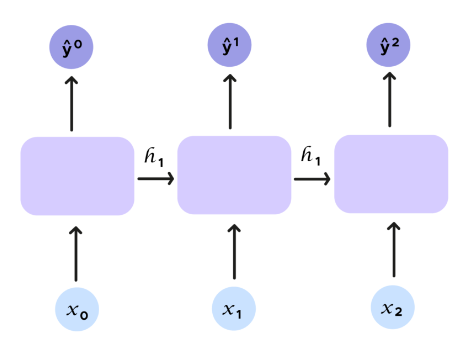 ŷ⁰ ŷ¹ ŷ²
h₁ h₁
x₀ x₁ x₂